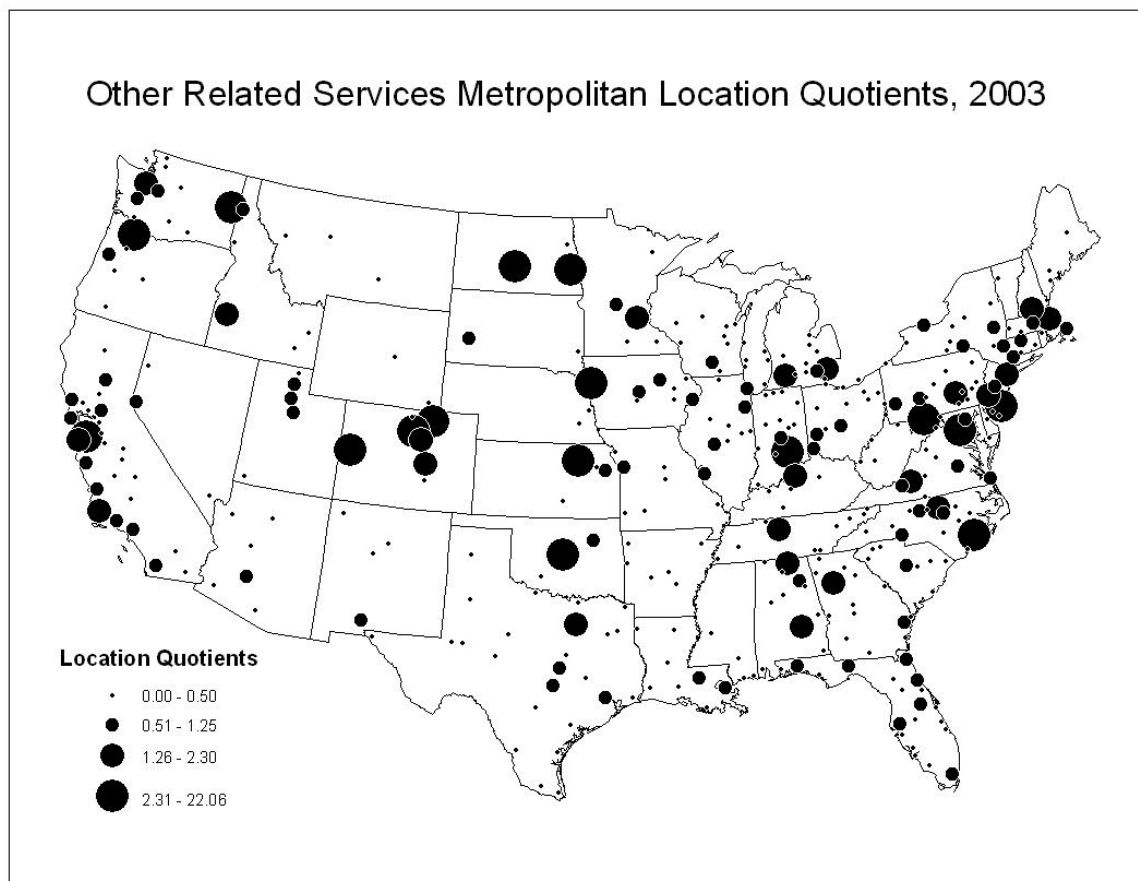 Other Related Services Metropolitan Location Quotients, 2003
Location Quotients
0.00 - 0.50
0.51 - 1.25
1.26 - 2.30
2.31 - 22.06